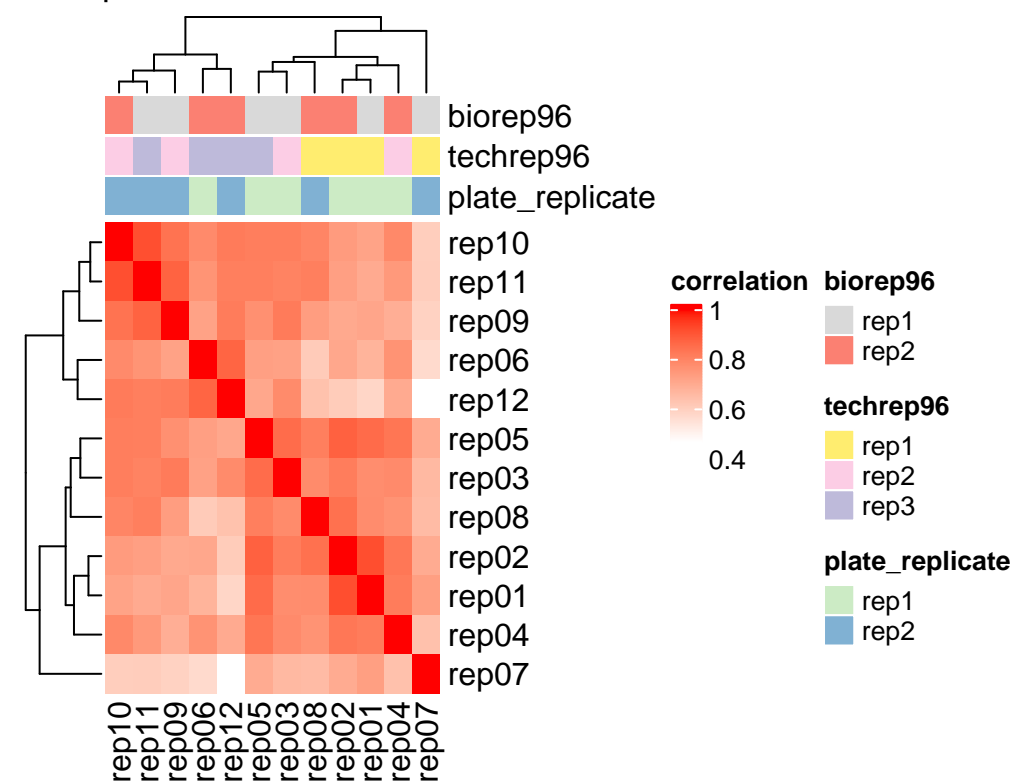 biorep96
techrep96
plate_replicate
rep10
rep11
rep09
rep06
rep12
rep05
rep03
rep08
rep02
rep01
rep04
rep07
rep10
rep11
rep09
rep06
rep12
rep05
rep03
rep08
rep02
rep01
rep04
rep07
correlation
1
0.8
0.6
0.4
biorep96
rep1
rep2
techrep96
rep1
rep2
rep3
plate_replicate
rep1
rep2